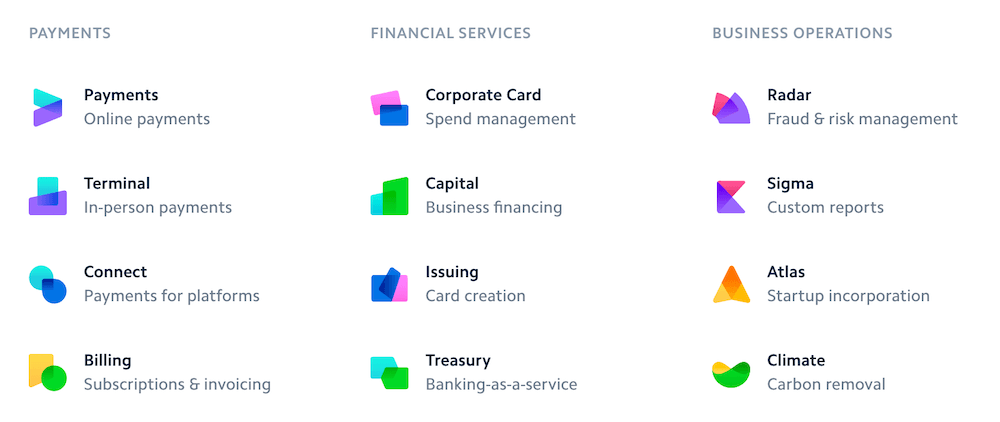 PAYMENTS
Payments
Online payments
Terminal
In-person payments
Connect
Payments for platforms
Billing
Subscriptions & invoicing
FINANCIAL SERVICES
Corporate Card
Spend management
Capital
Business financing
Issuing
Card creation
Treasury
Banking-as-a-service
BUSINESS OPERATIONS
Radar
Fraud & risk management
Sigma
Custom reports
Atlas
Startup incorporation
Climate
Carbon removal